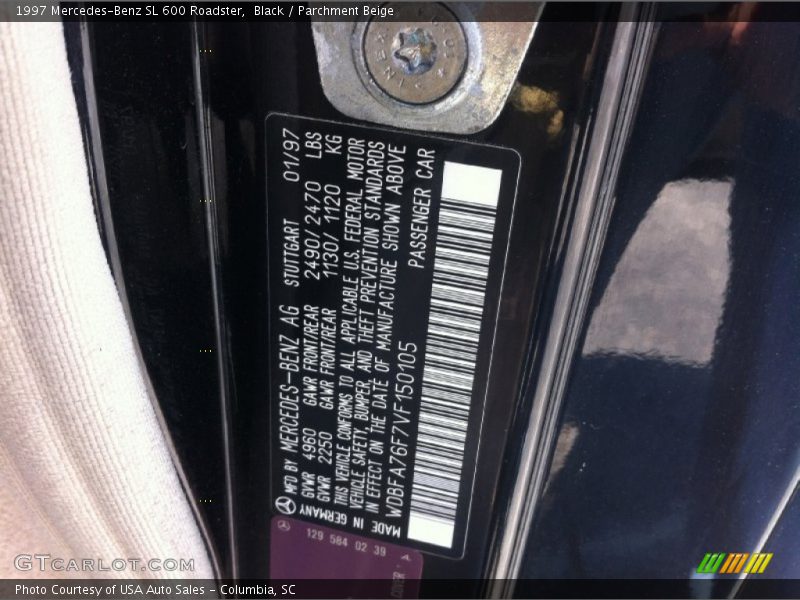 1997 Mercedes-Benz SL 600 Roadster,  Black / Parchment Beige
TORX
INEX
MFD BY MERCEDES-BENZ AG STUTTGART 01/97
GVWR 4960 GAWR FRONT/REAR 2490/ 2470 LBS
GVWR 2250 GAWR FRONT/REAR 1130/ 1120 KG
THIS VEHICLE CONFORMS TO ALL APPLICABLE U.S. FEDERAL MOTOR
VEHICLE SAFETY, BUMPER, AND THEFT PREVENTION STANDARDS
IN EFFECT ON THE DATE OF MANUFACTURE SHOWN ABOVE
WDBFA76F7VF150105 PASSENGER CAR
MADE IN GERMANY
129 584 02 39 A
GTCARLOT.COM
Photo Courtesy of USA Auto Sales - Columbia, SC